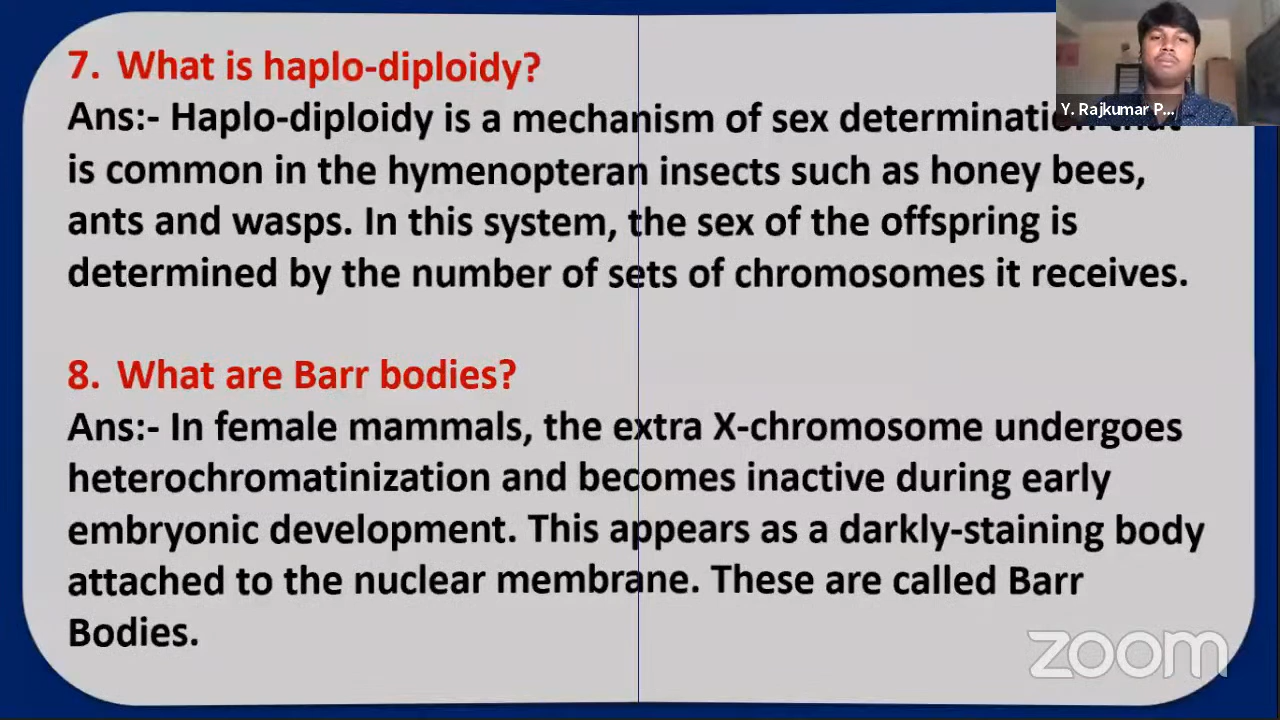 7. What is haplo-diploidy?
Ans:- Haplo-diploidy is a mechanism of sex determination that
is common in the hymenopteran insects such as honey bees,
ants and wasps. In this system, the sex of the offspring is
determined by the number of sets of chromosomes it receives.
8. What are Barr bodies?
Ans:- In female mammals, the extra X-chromosome undergoes
heterochromatinization and becomes inactive during early
embryonic development. This appears as a darkly-staining body
attached to the nuclear membrane. These are called Barr
Bodies.
Y. Rajkumar P...
zoom